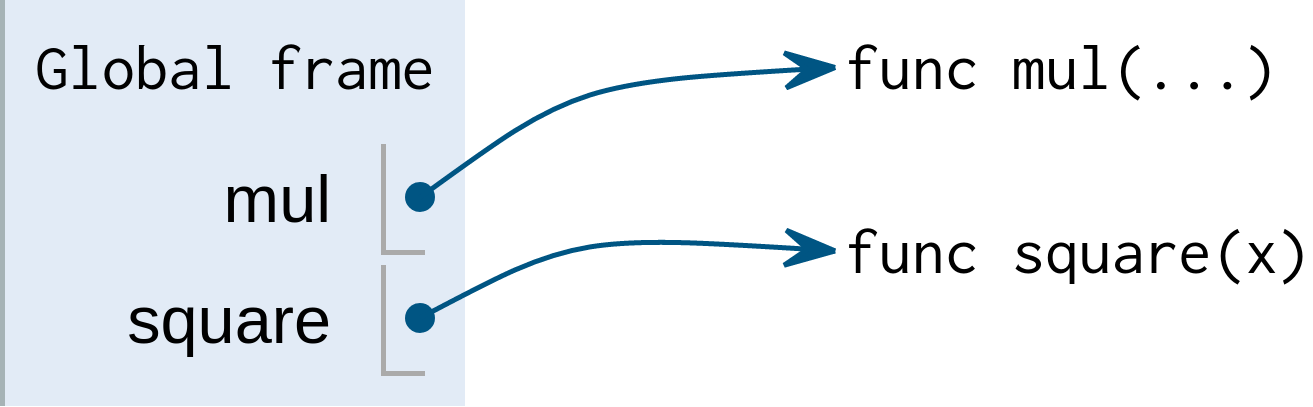 Global frame
func mul(...)
mul
func square(x)
square